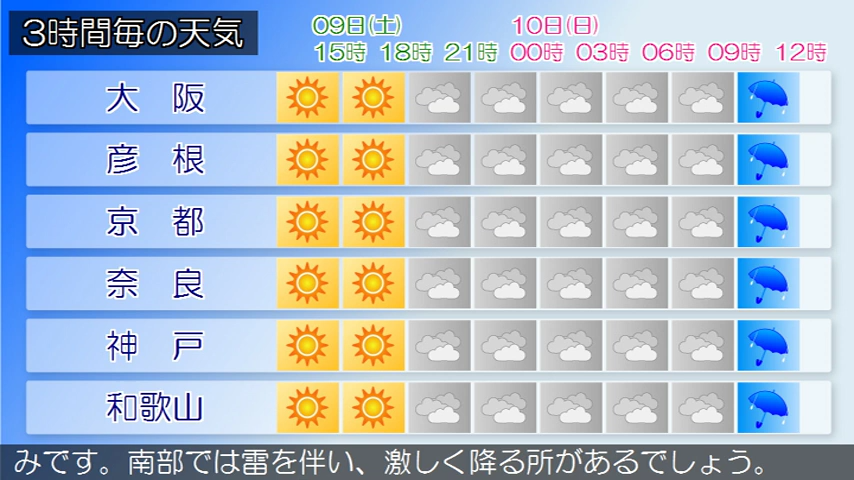 3時間毎の天気
09日(土) 10日(日)
15時 18時 21時 00時 03時 06時 09時 12時
大 阪
彦 根
京 都
奈 良
神 戸
和歌山
みです。南部では雷を伴い、激しく降る所があるでしょう。